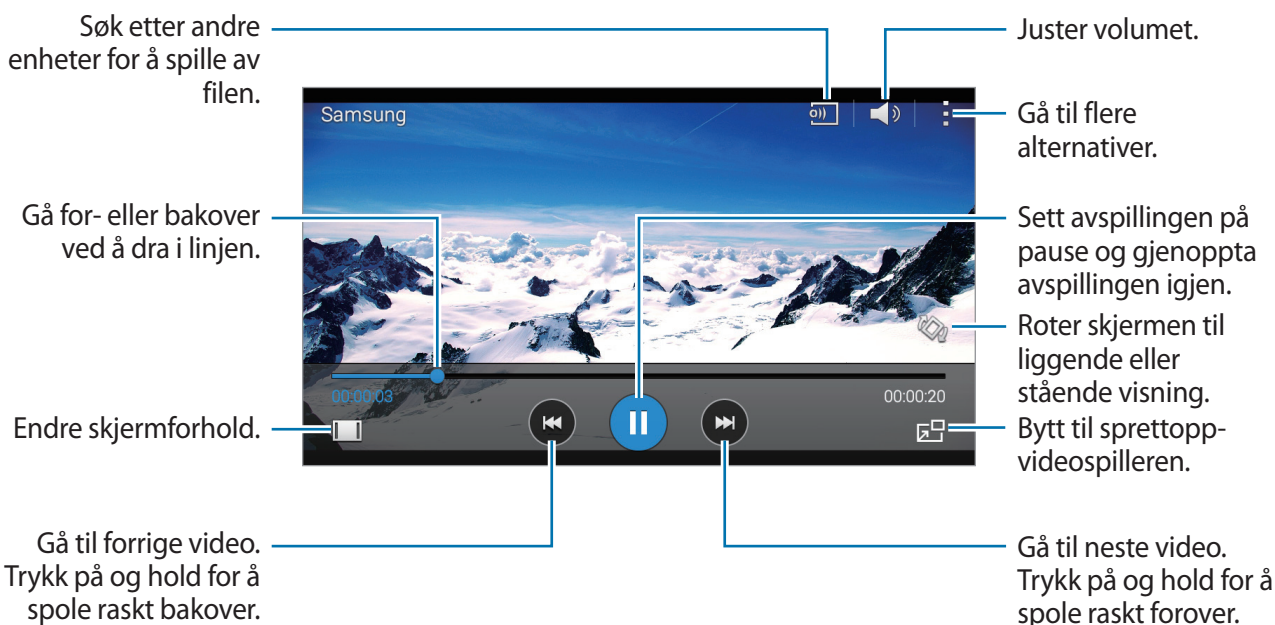 Søk etter andre
enheter for å spille av
filen.
Juster volumet.
Samsung
Gå til flere
alternativer.
Gå for- eller bakover
ved å dra i linjen.
Sett avspillingen på
pause og gjenoppta
avspillingen igjen.
Roter skjermen til
liggende eller
stående visning.
00:00:03
00:00:20
Endre skjermforhold.
Bytt til sprettopp-
videospilleren.
Gå til forrige video.
Trykk på og hold for å
spole raskt bakover.
Gå til neste video.
Trykk på og hold for å
spole raskt forover.